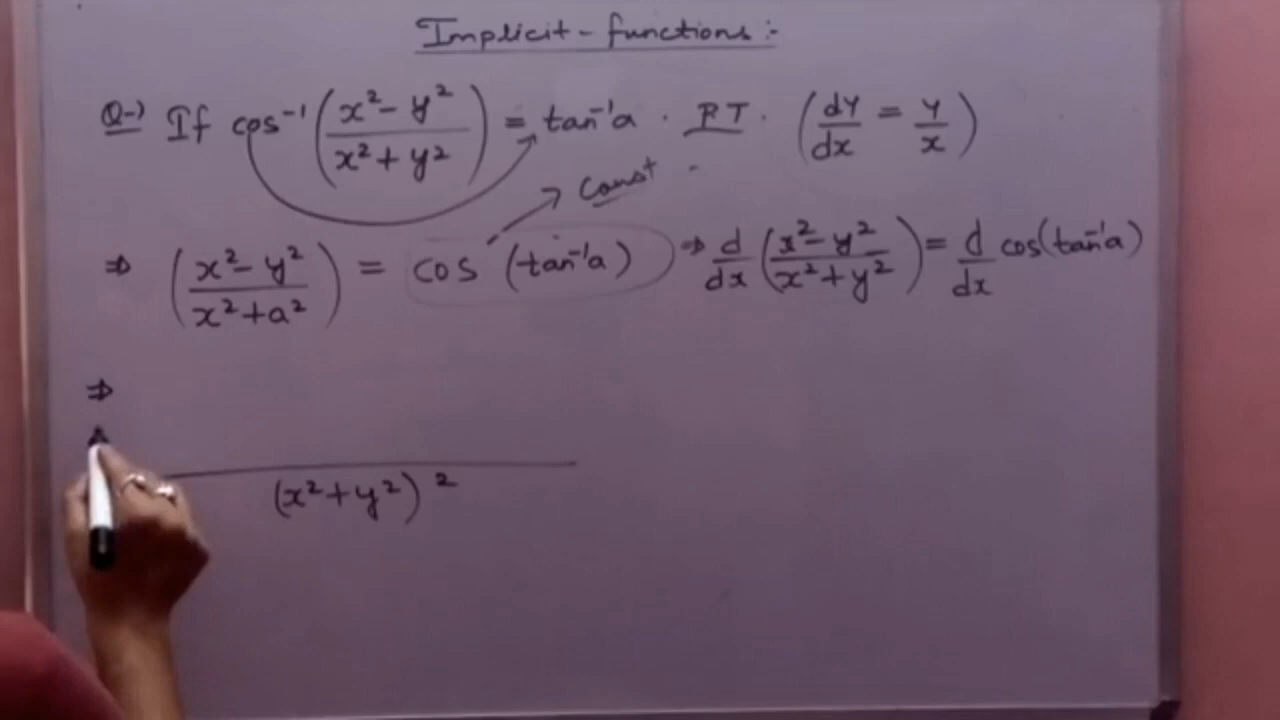 Implicit - functions :-
Q-) If cos⁻¹ ((x² - y²)/(x² + y²)) = tan⁻¹a . PT. (dy/dx = y/x)
const
⇒ ((x² - y²)/(x² + a²)) = cos (tan⁻¹a) ⇒ d/dx ((x² - y²)/(x² + y²)) = d/dx cos(tan⁻¹a)
⇒
(x² + y²)²